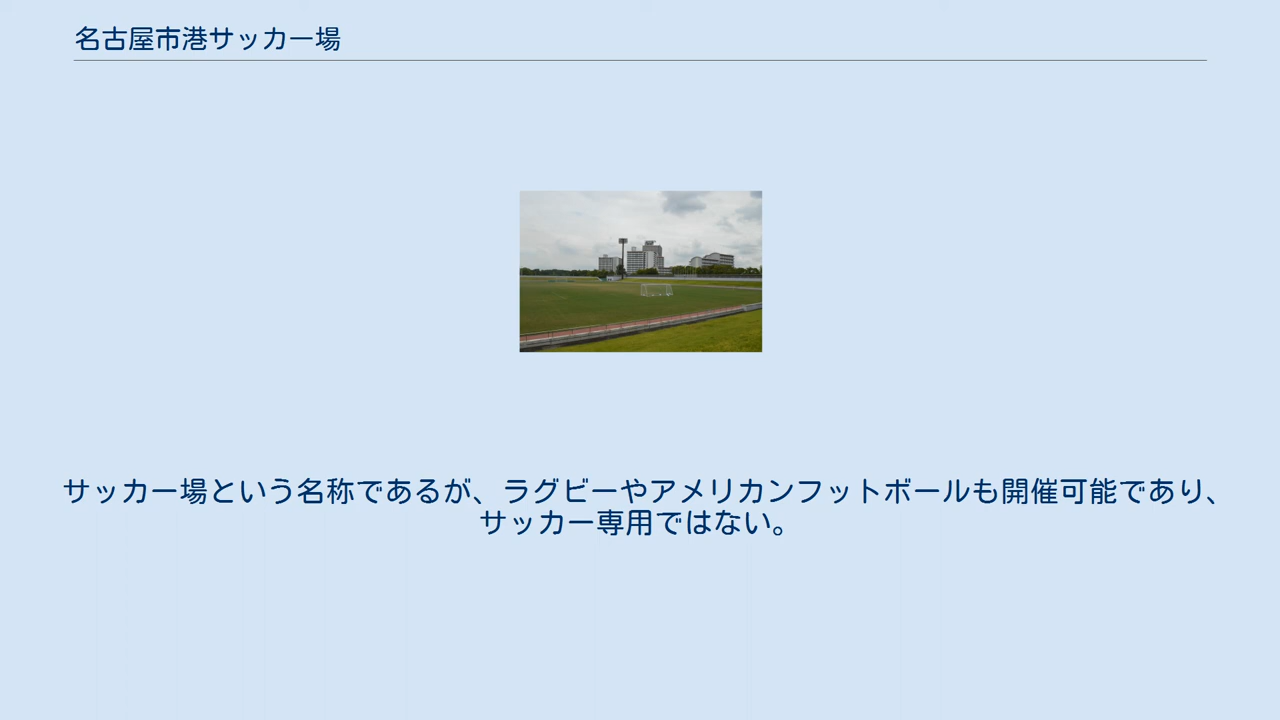 名古屋市港サッカー場
サッカー場という名称であるが、ラグビーやアメリカンフットボールも開催可能であり、
サッカー専用ではない。